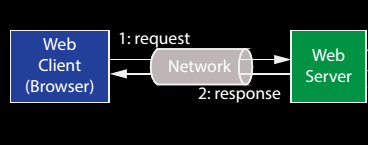 Web
Client
(Browser)
1: request
Network
2: response
Web
Server